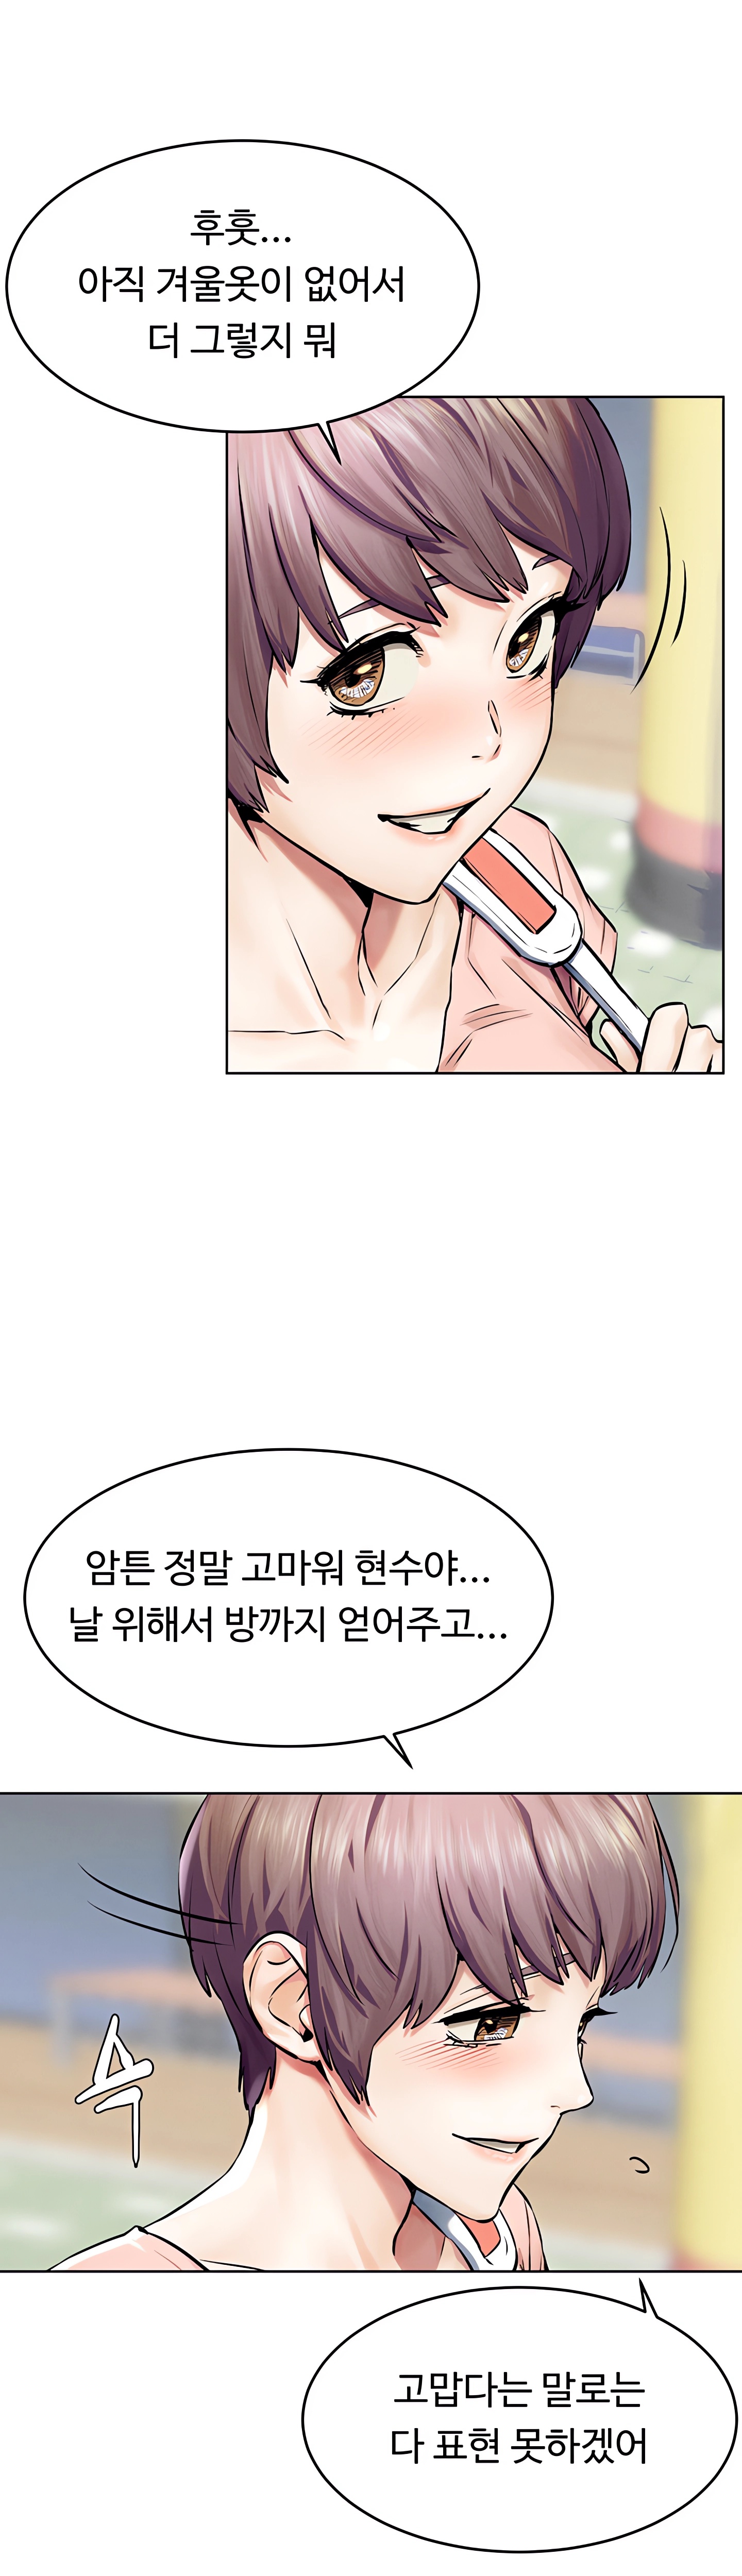 후훗...
아직 겨울옷이 없어서
더 그렇지 뭐
암튼 정말 고마워 현수야...
날 위해서 방까지 얻어주고...
슥
고맙다는 말로는
다 표현 못하겠어